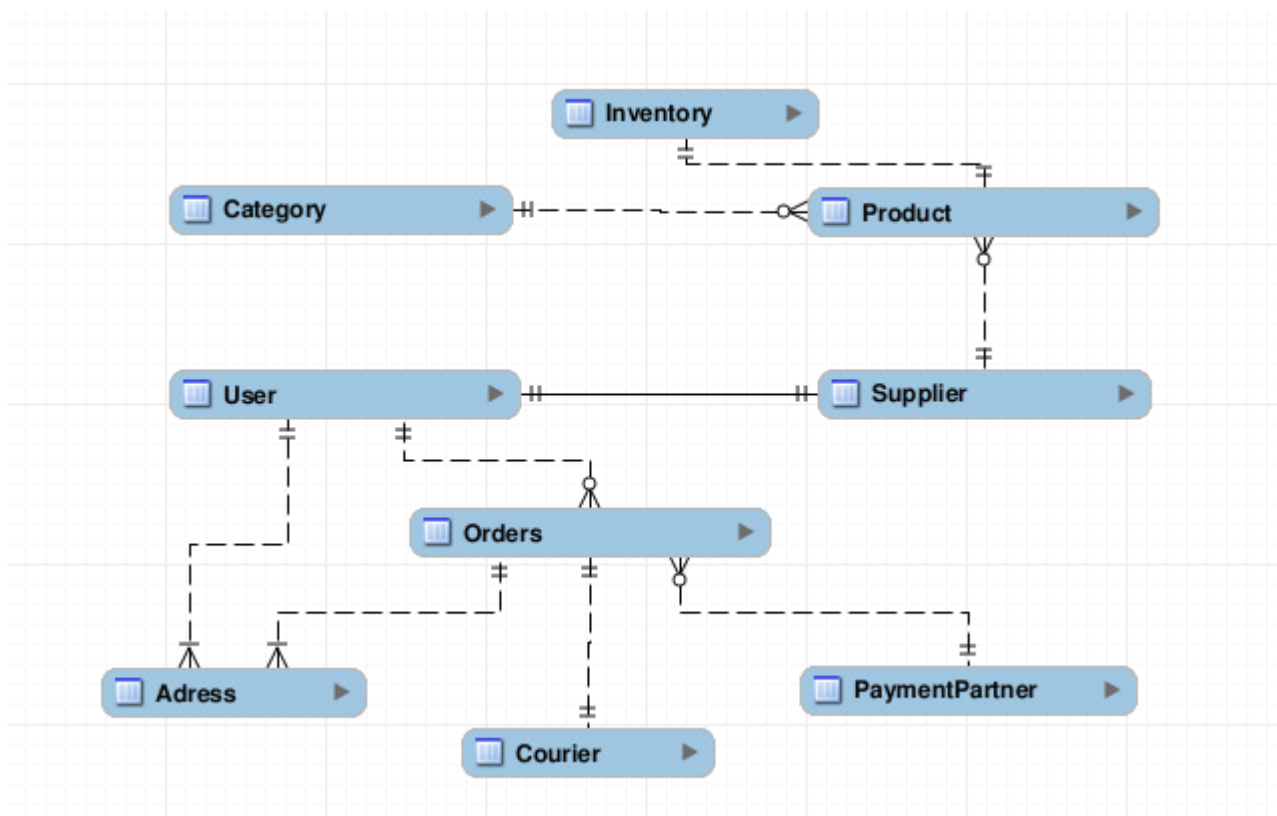 Inventory
Category
Product
User
Supplier
Orders
Adress
PaymentPartner
Courier